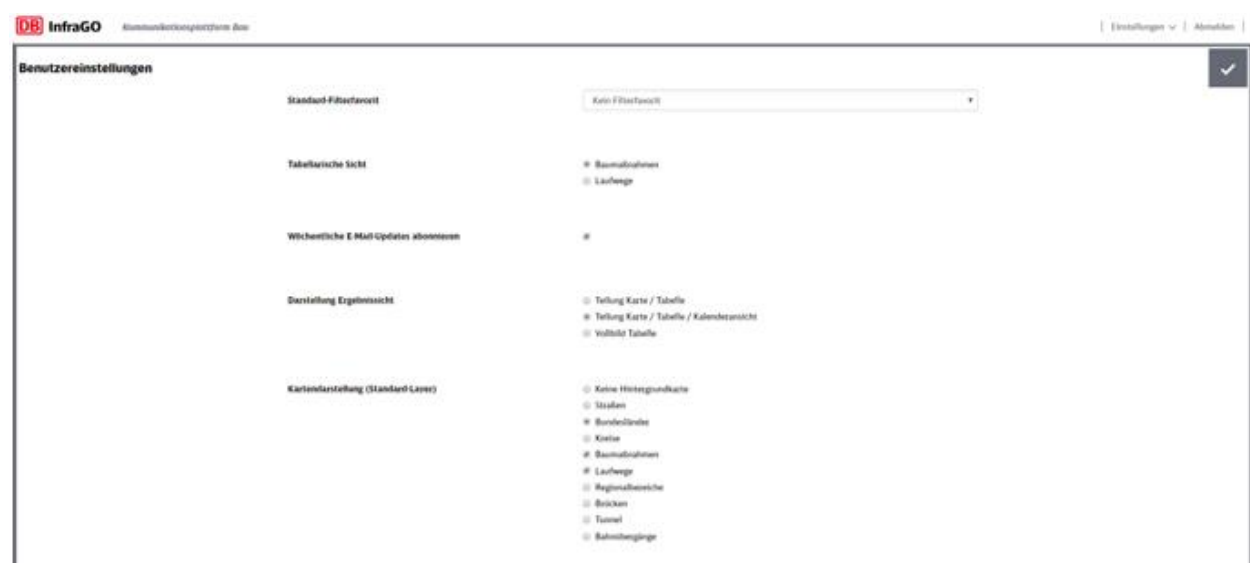 DB InfraGO Kommunikationsplattform Bau
Einstellungen
Abmelden
Benutzereinstellungen
Standard-Filterfavorit
Kein Filterfavorit
Tabellarische Sicht
Baumaßnahmen
Laufwege
Wöchentliche E-Mail-Updates abonnieren
Darstellung Ergebnissicht
Teilung Karte / Tabelle
Teilung Karte / Tabelle / Kalenderansicht
Vollbild Tabelle
Kartendarstellung (Standard-Layer)
Keine Hintergrundkarte
Straßen
Bundesländer
Kreise
Baumaßnahmen
Laufwege
Regionalbereiche
Brücken
Tunnel
Bahnübergänge